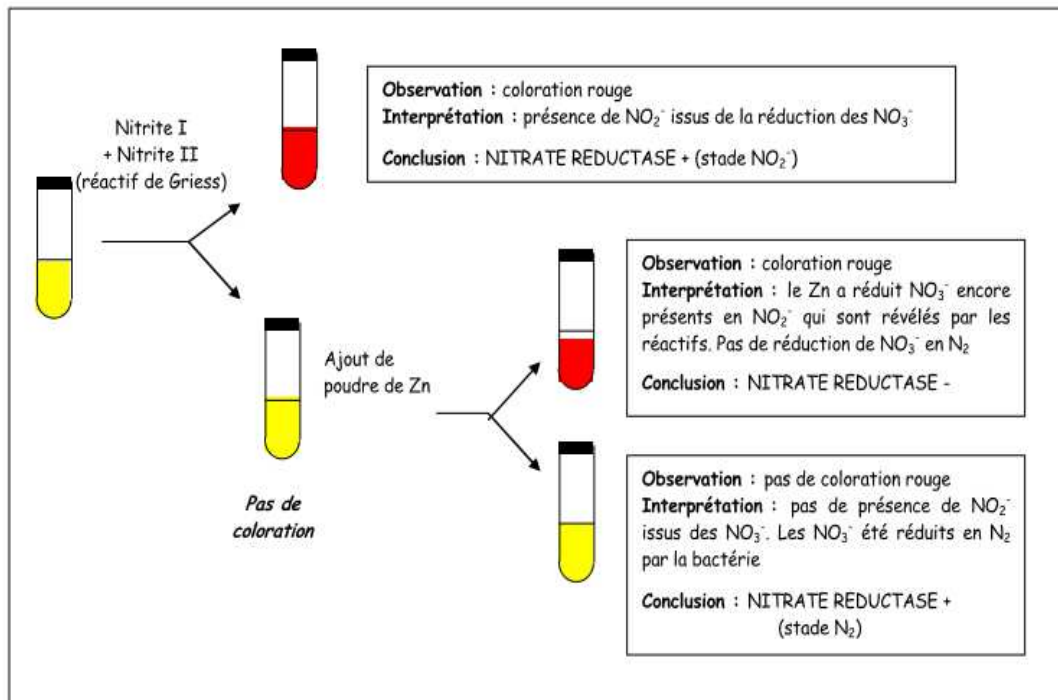 Nitrite I
+ Nitrite II
(réactif de Griess)
Observation : coloration rouge
Interprétation : présence de NO₂⁻ issus de la réduction des NO₃⁻
Conclusion : NITRATE REDUCTASE + (stade NO₂⁻)
Pas de
coloration
Ajout de
poudre de Zn
Observation : coloration rouge
Interprétation : le Zn a réduit NO₃⁻ encore
présents en NO₂⁻ qui sont révélés par les
réactifs. Pas de réduction de NO₃⁻ en N₂
Conclusion : NITRATE REDUCTASE -
Observation : pas de coloration rouge
Interprétation : pas de présence de NO₂⁻
issus des NO₃⁻. Les NO₃⁻ été réduits en N₂
par la bactérie
Conclusion : NITRATE REDUCTASE +
(stade N₂)